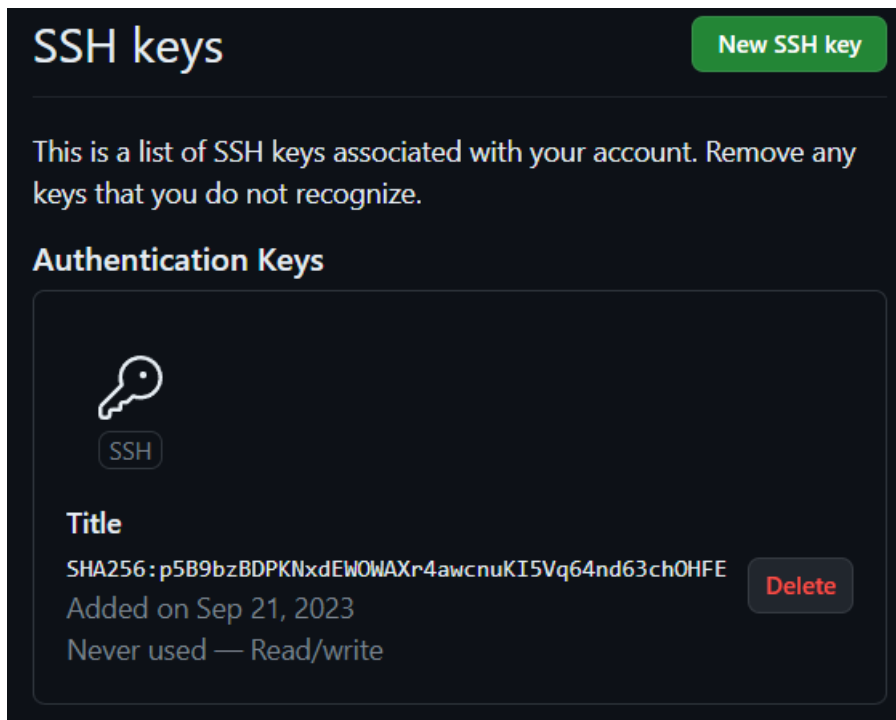 SSH keys
New SSH key
This is a list of SSH keys associated with your account. Remove any
keys that you do not recognize.
Authentication Keys
SSH
Title
SHA256:p5B9bzBDPKNxdEWOWAXr4awcnuKI5Vq64nd63chOHFE
Delete
Added on Sep 21, 2023
Never used — Read/write